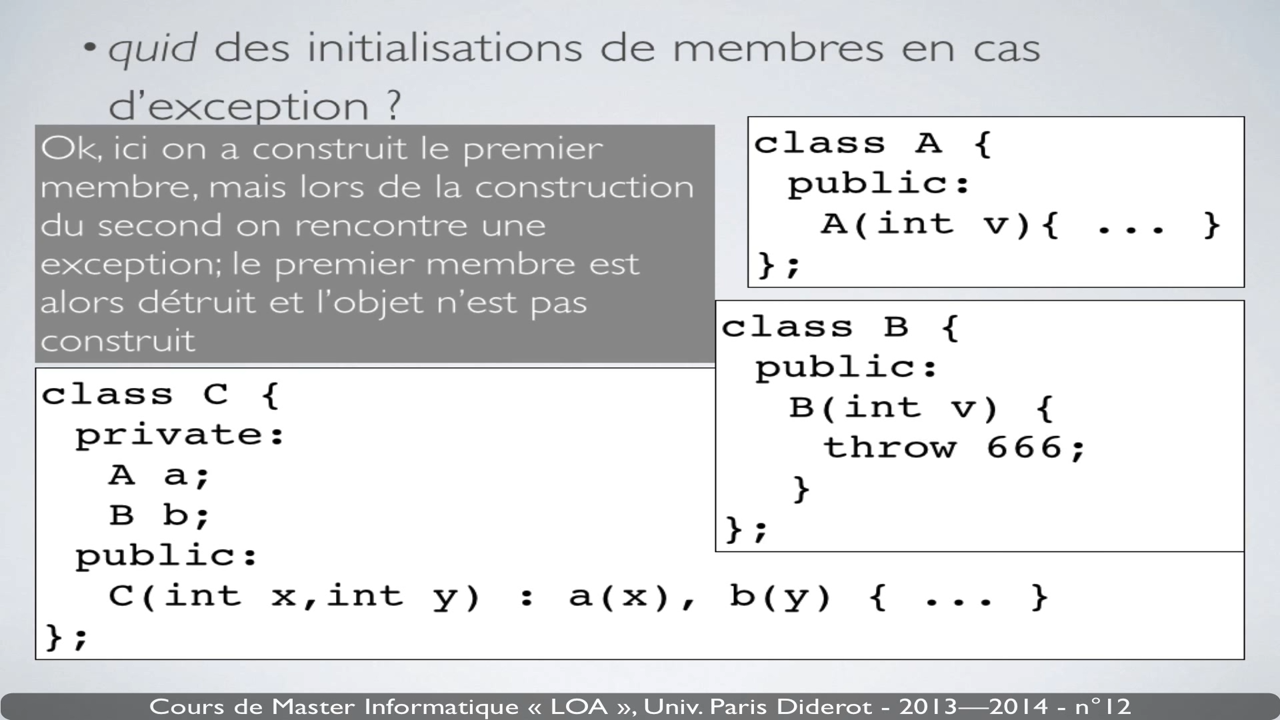 • quid des initialisations de membres en cas
d’exception ?
Ok, ici on a construit le premier
membre, mais lors de la construction
du second on rencontre une
exception; le premier membre est
alors détruit et l’objet n’est pas
construit
class A {
public:
A(int v){ ... }
};
class B {
public:
B(int v) {
throw 666;
}
};
class C {
private:
A a;
B b;
public:
C(int x,int y) : a(x), b(y) { ... }
};
Cours de Master Informatique « LOA », Univ. Paris Diderot - 2013—2014 - n°12